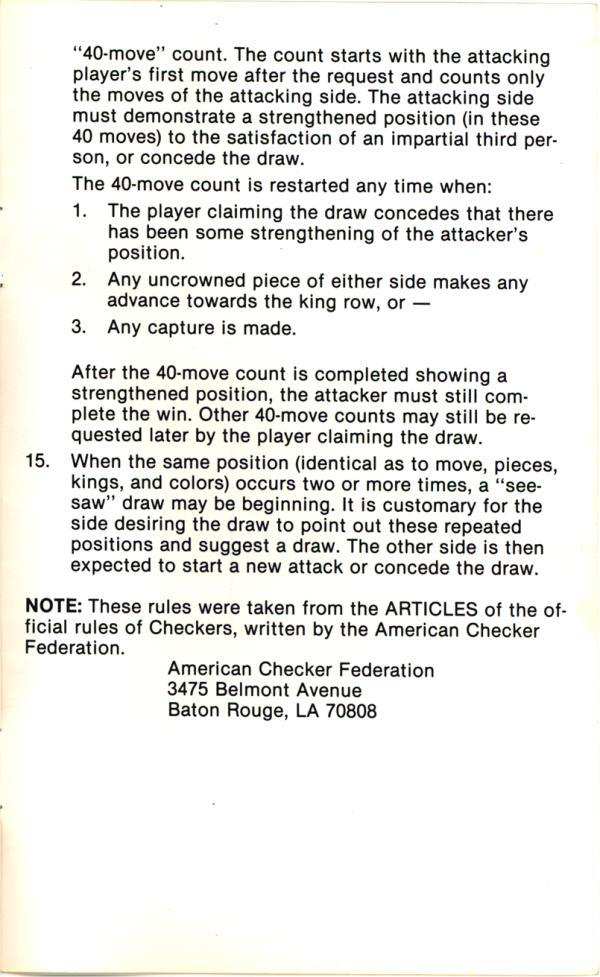 "40-move" count. The count starts with the attacking
player's first move after the request and counts only
the moves of the attacking side. The attacking side
must demonstrate a strengthened position (in these
40 moves) to the satisfaction of an impartial third per-
son, or concede the draw.
The 40-move count is restarted any time when:
1. The player claiming the draw concedes that there
has been some strengthening of the attacker's
position.
2. Any uncrowned piece of either side makes any
advance towards the king row, or —
3. Any capture is made.
After the 40-move count is completed showing a
strengthened position, the attacker must still com-
plete the win. Other 40-move counts may still be re-
quested later by the player claiming the draw.
15. When the same position (identical as to move, pieces,
kings, and colors) occurs two or more times, a "see-
saw" draw may be beginning. It is customary for the
side desiring the draw to point out these repeated
positions and suggest a draw. The other side is then
expected to start a new attack or concede the draw.
NOTE: These rules were taken from the ARTICLES of the of-
ficial rules of Checkers, written by the American Checker
Federation.
American Checker Federation
3475 Belmont Avenue
Baton Rouge, LA 70808